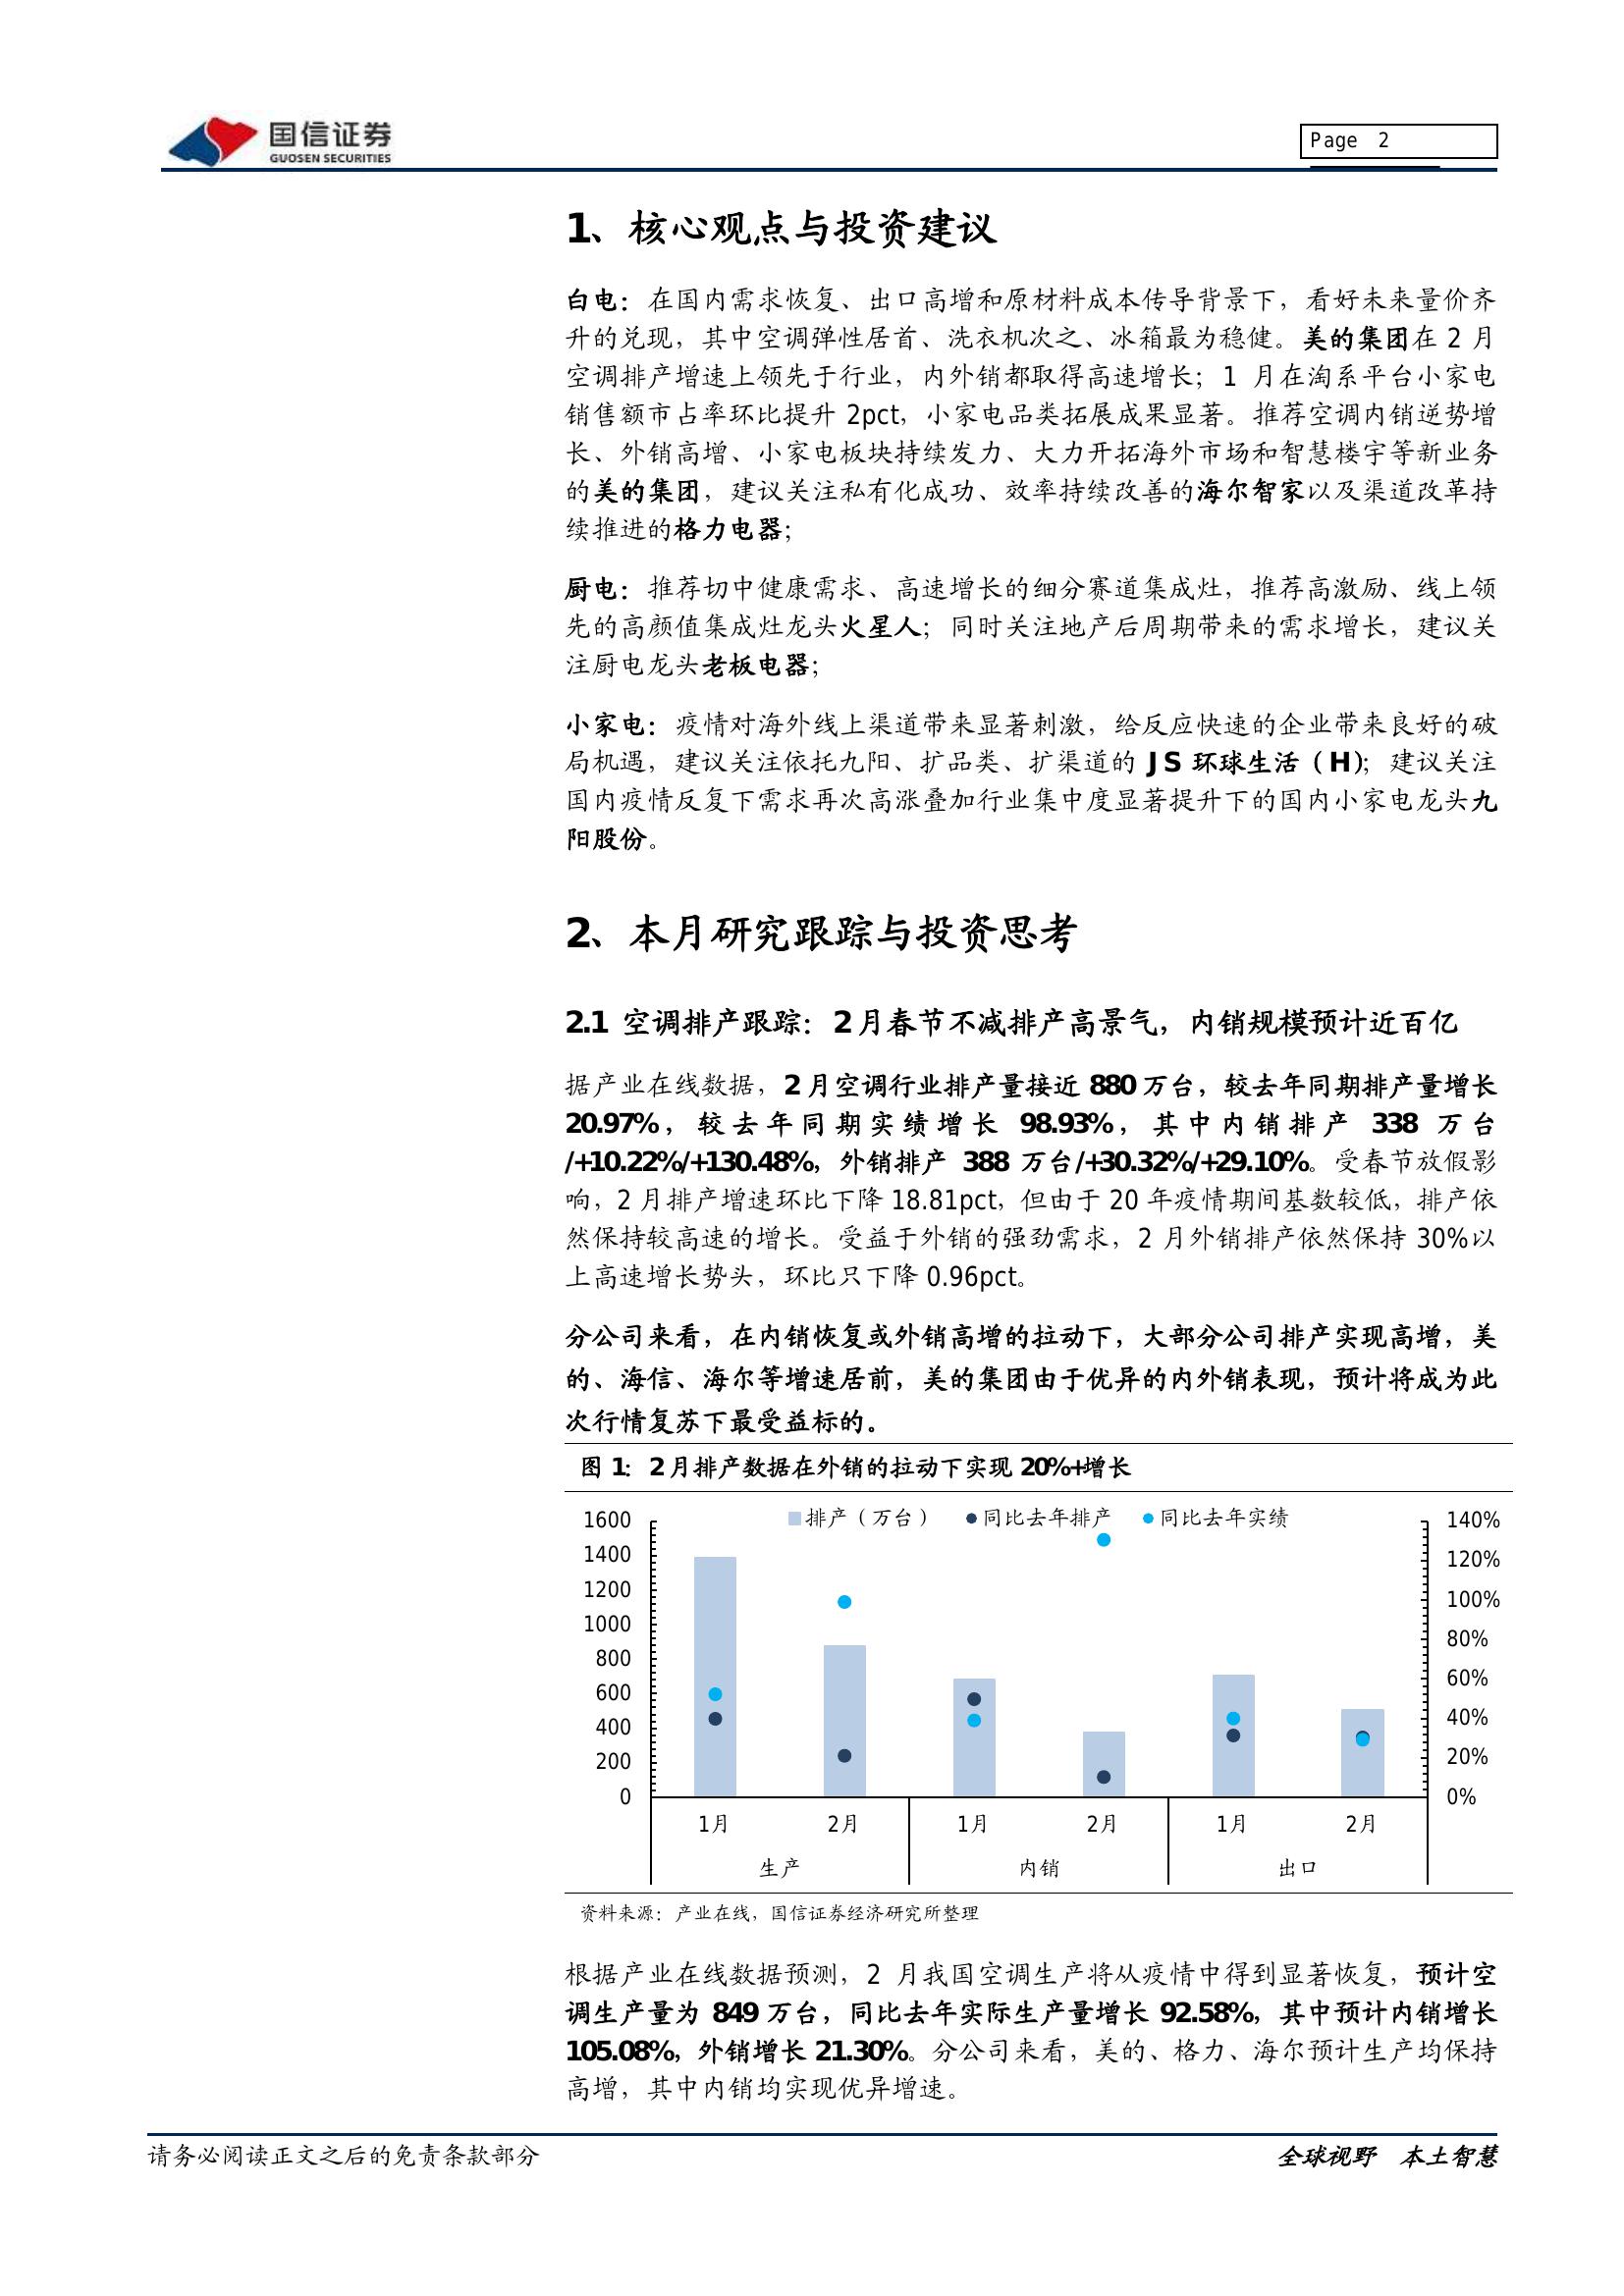 国信证券
GUOSEN SECURITIES
Page 2
1、核心观点与投资建议
白电：在国内需求恢复、出口高增和原材料成本传导背景下，看好未来量价齐
升的兑现，其中空调弹性居首、洗衣机次之、冰箱最为稳健。美的集团在 2 月
空调排产增速上领先于行业，内外销都取得高速增长；1 月在淘系平台小家电
销售额市占率环比提升 2pct，小家电品类拓展成果显著。推荐空调内销逆势增
长、外销高增、小家电板块持续发力、大力开拓海外市场和智慧楼宇等新业务
的美的集团，建议关注私有化成功、效率持续改善的海尔智家以及渠道改革持
续推进的格力电器；
厨电：推荐切中健康需求、高速增长的细分赛道集成灶，推荐高激励、线上领
先的高颜值集成灶龙头火星人；同时关注地产后周期带来的需求增长，建议关
注厨电龙头老板电器；
小家电：疫情对海外线上渠道带来显著刺激，给反应快速的企业带来良好的破
局机遇，建议关注依托九阳、扩品类、扩渠道的 JS 环球生活（H）；建议关注
国内疫情反复下需求再次高涨叠加行业集中度显著提升下的国内小家电龙头九
阳股份。
2、本月研究跟踪与投资思考
2.1 空调排产跟踪：2 月春节不减排产高景气，内销规模预计近百亿
据产业在线数据，2 月空调行业排产量接近 880 万台，较去年同期排产量增长
20.97%，较去年同期实绩增长 98.93%，其中内销排产 338 万台
/+10.22%/+130.48%，外销排产 388 万台/+30.32%/+29.10%。受春节放假影
响，2 月排产增速环比下降 18.81pct，但由于 20 年疫情期间基数较低，排产依
然保持较高速的增长。受益于外销的强劲需求，2 月外销排产依然保持 30%以
上高速增长势头，环比只下降 0.96pct。
分公司来看，在内销恢复或外销高增的拉动下，大部分公司排产实现高增，美
的、海信、海尔等增速居前，美的集团由于优异的内外销表现，预计将成为此
次行情复苏下最受益标的。
图 1：2 月排产数据在外销的拉动下实现 20%+增长
排产（万台） 同比去年排产 同比去年实绩
1600 140%
1400 120%
1200 100%
1000 80%
800 60%
600 40%
400 20%
200 0%
0
1月 2月 1月 2月 1月 2月
生产 内销 出口
资料来源：产业在线，国信证券经济研究所整理
根据产业在线数据预测，2 月我国空调生产将从疫情中得到显著恢复，预计空
调生产量为 849 万台，同比去年实际生产量增长 92.58%，其中预计内销增长
105.08%，外销增长 21.30%。分公司来看，美的、格力、海尔预计生产均保持
高增，其中内销均实现优异增速。
请务必阅读正文之后的免责条款部分
全球视野 本土智慧